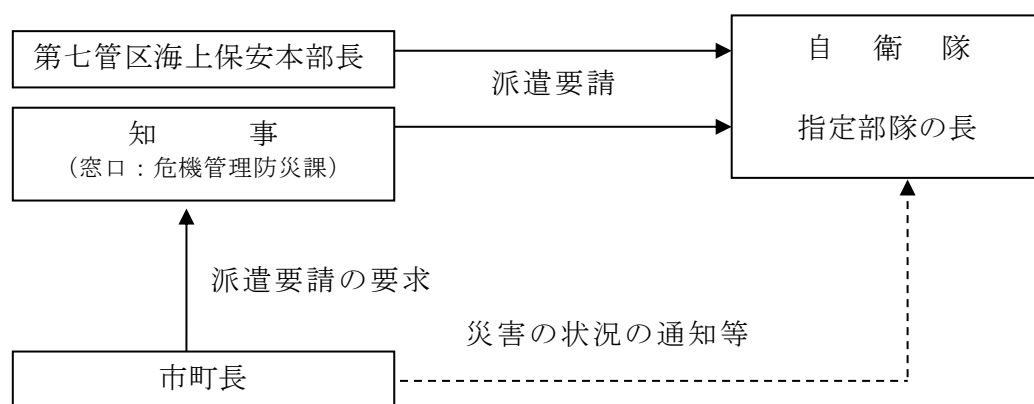 第七管区海上保安本部長
派遣要請
自　衛　隊
指定部隊の長
知　　　事
（窓口：危機管理防災課）
派遣要請の要求
災害の状況の通知等
市町長